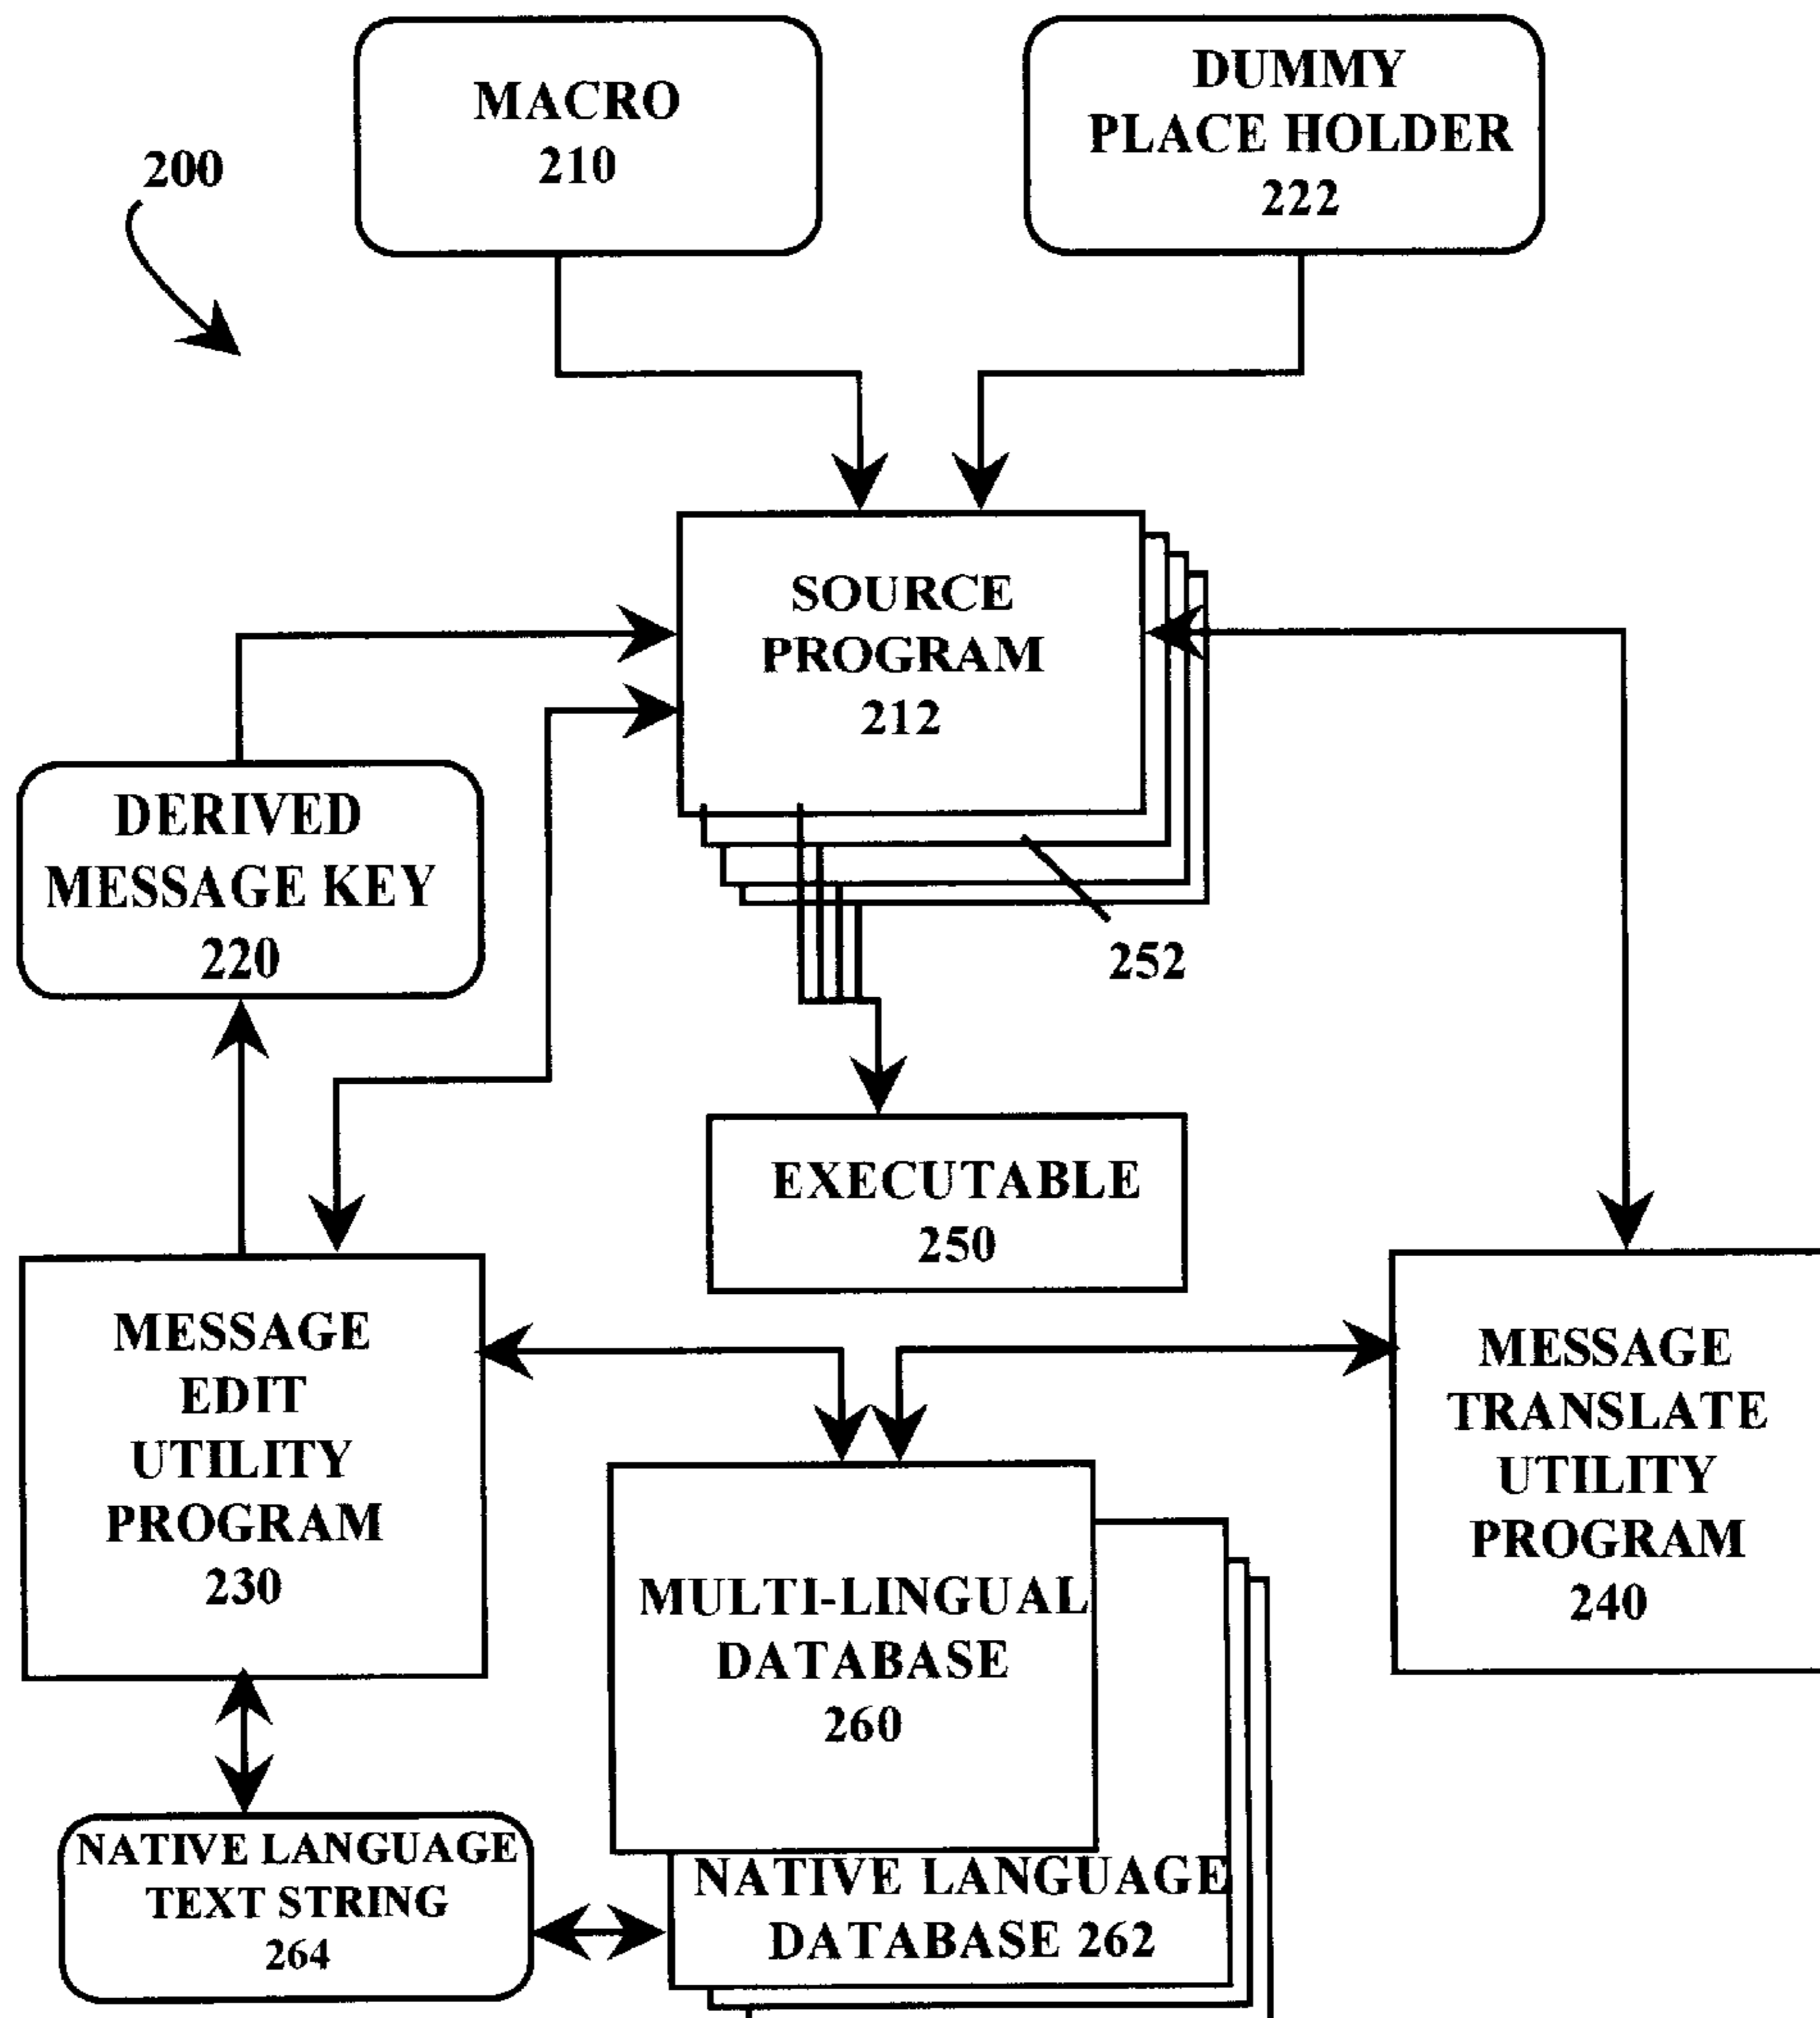 MACRO
210
DUMMY
PLACE HOLDER
222
200
SOURCE
PROGRAM
212
DERIVED
MESSAGE KEY
220
252
EXECUTABLE
250
MESSAGE
EDIT
UTILITY
PROGRAM
230
MESSAGE
TRANSLATE
UTILITY
PROGRAM
240
MULTI-LINGUAL
DATABASE
260
NATIVE LANGUAGE
TEXT STRING
264
NATIVE LANGUAGE
DATABASE 262